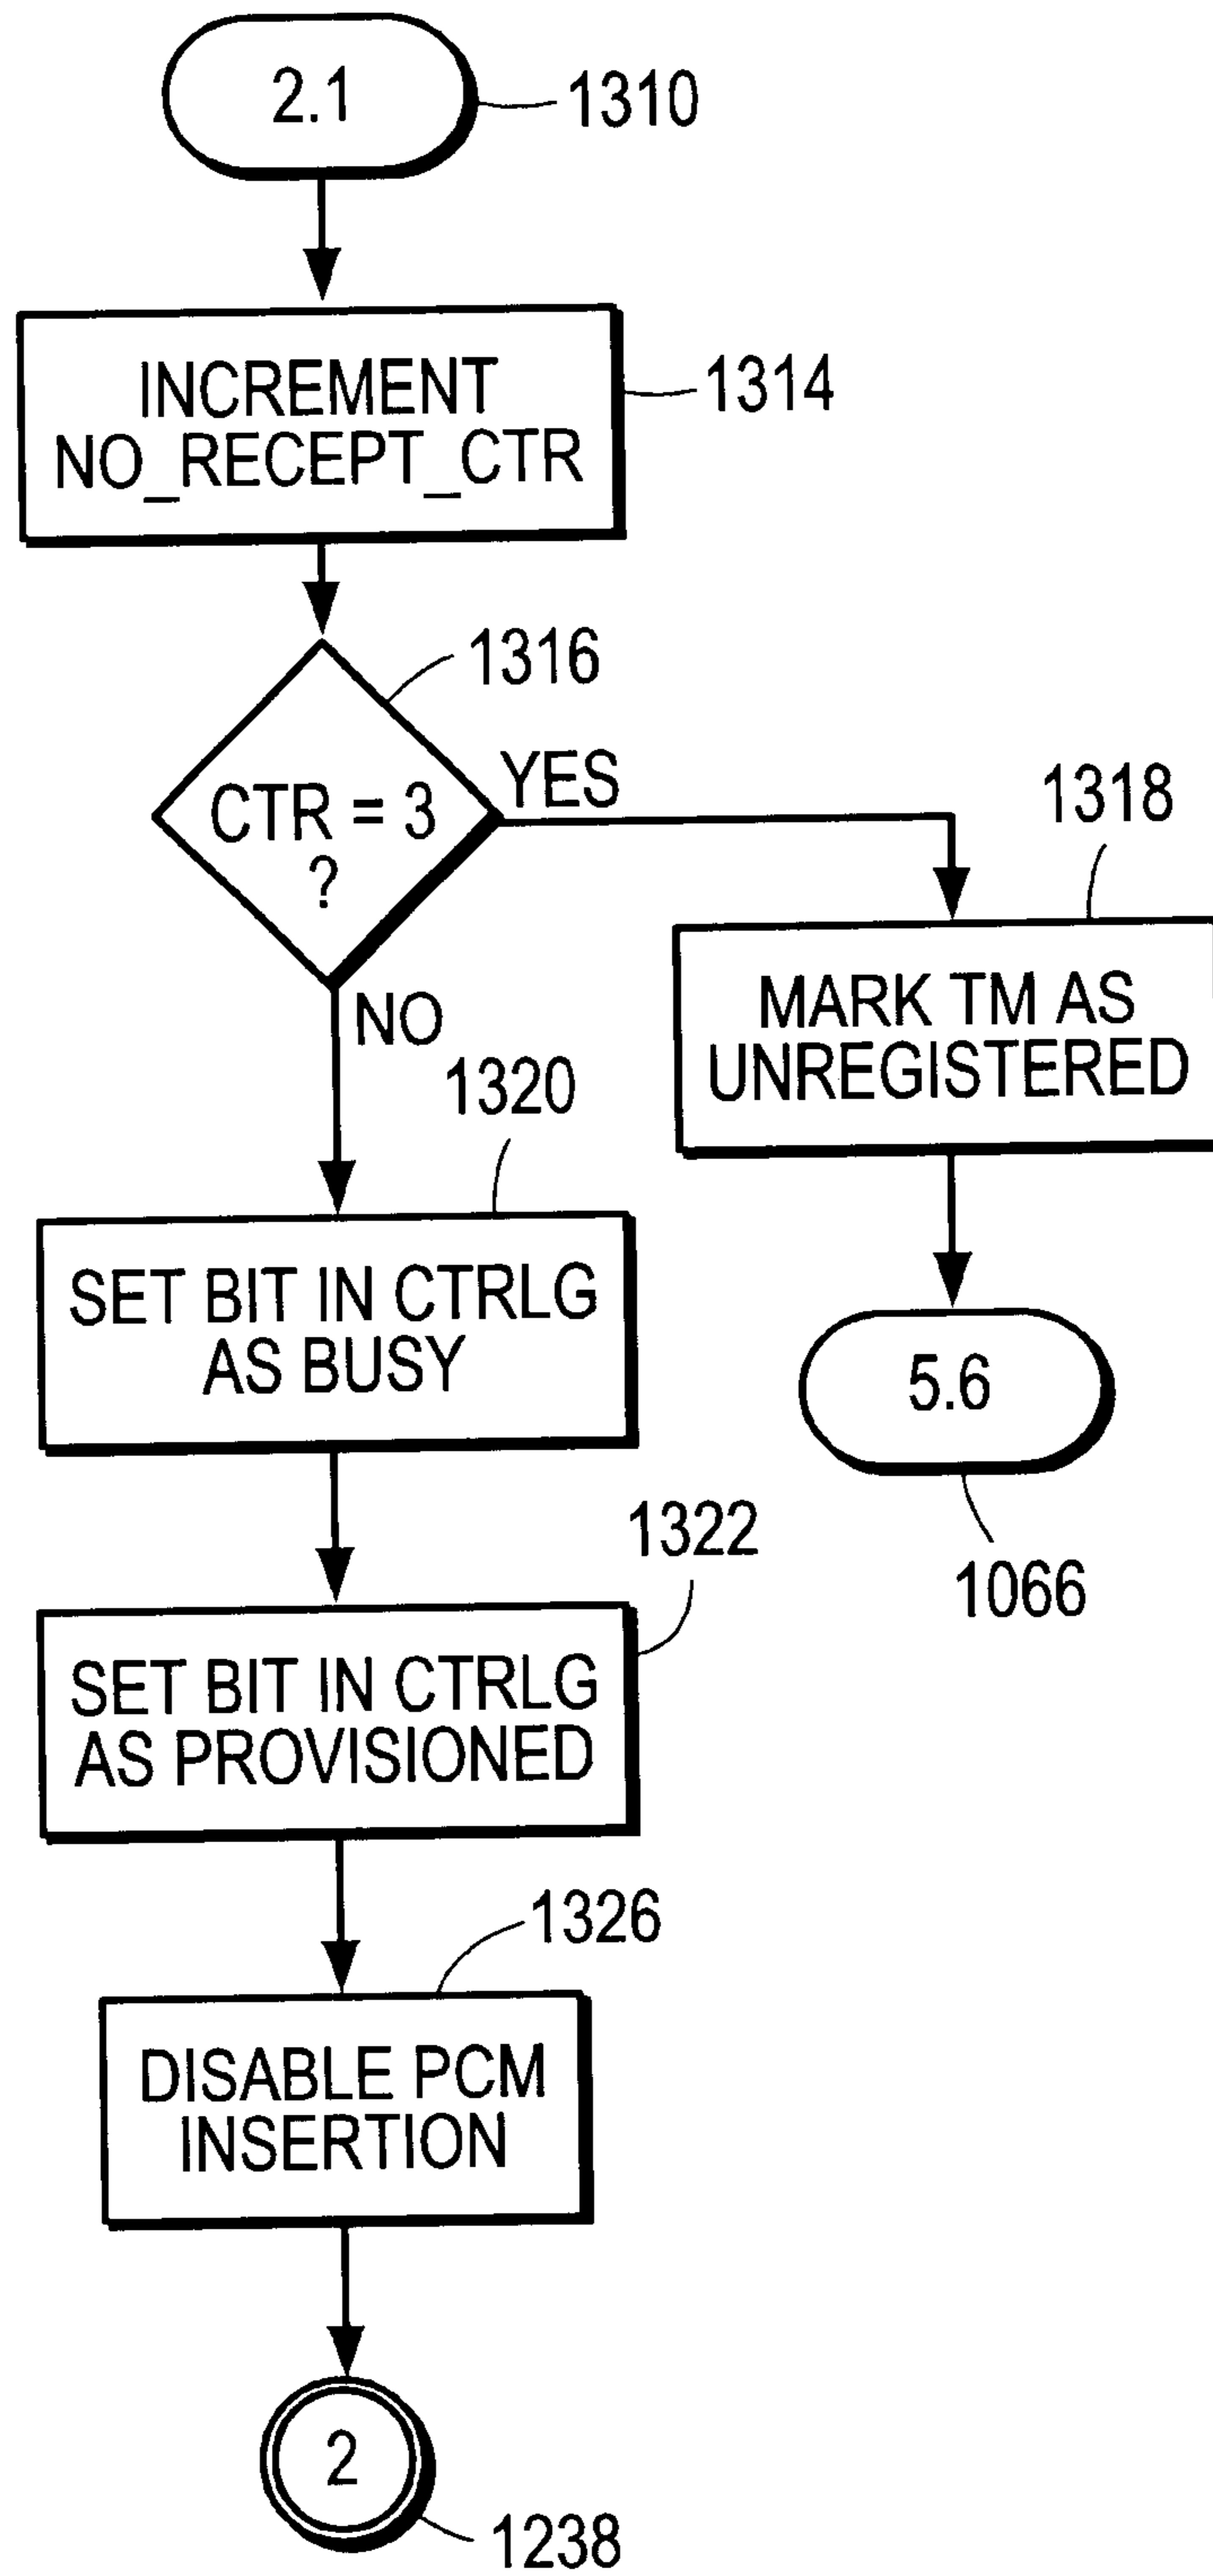 2.1
1310
INCREMENT
NO_RECEPT_CTR
1314
1316
CTR = 3
?
YES
NO
1318
MARK TM AS
UNREGISTERED
1320
SET BIT IN CTRLG
AS BUSY
5.6
1066
1322
SET BIT IN CTRLG
AS PROVISIONED
1326
DISABLE PCM
INSERTION
2
1238